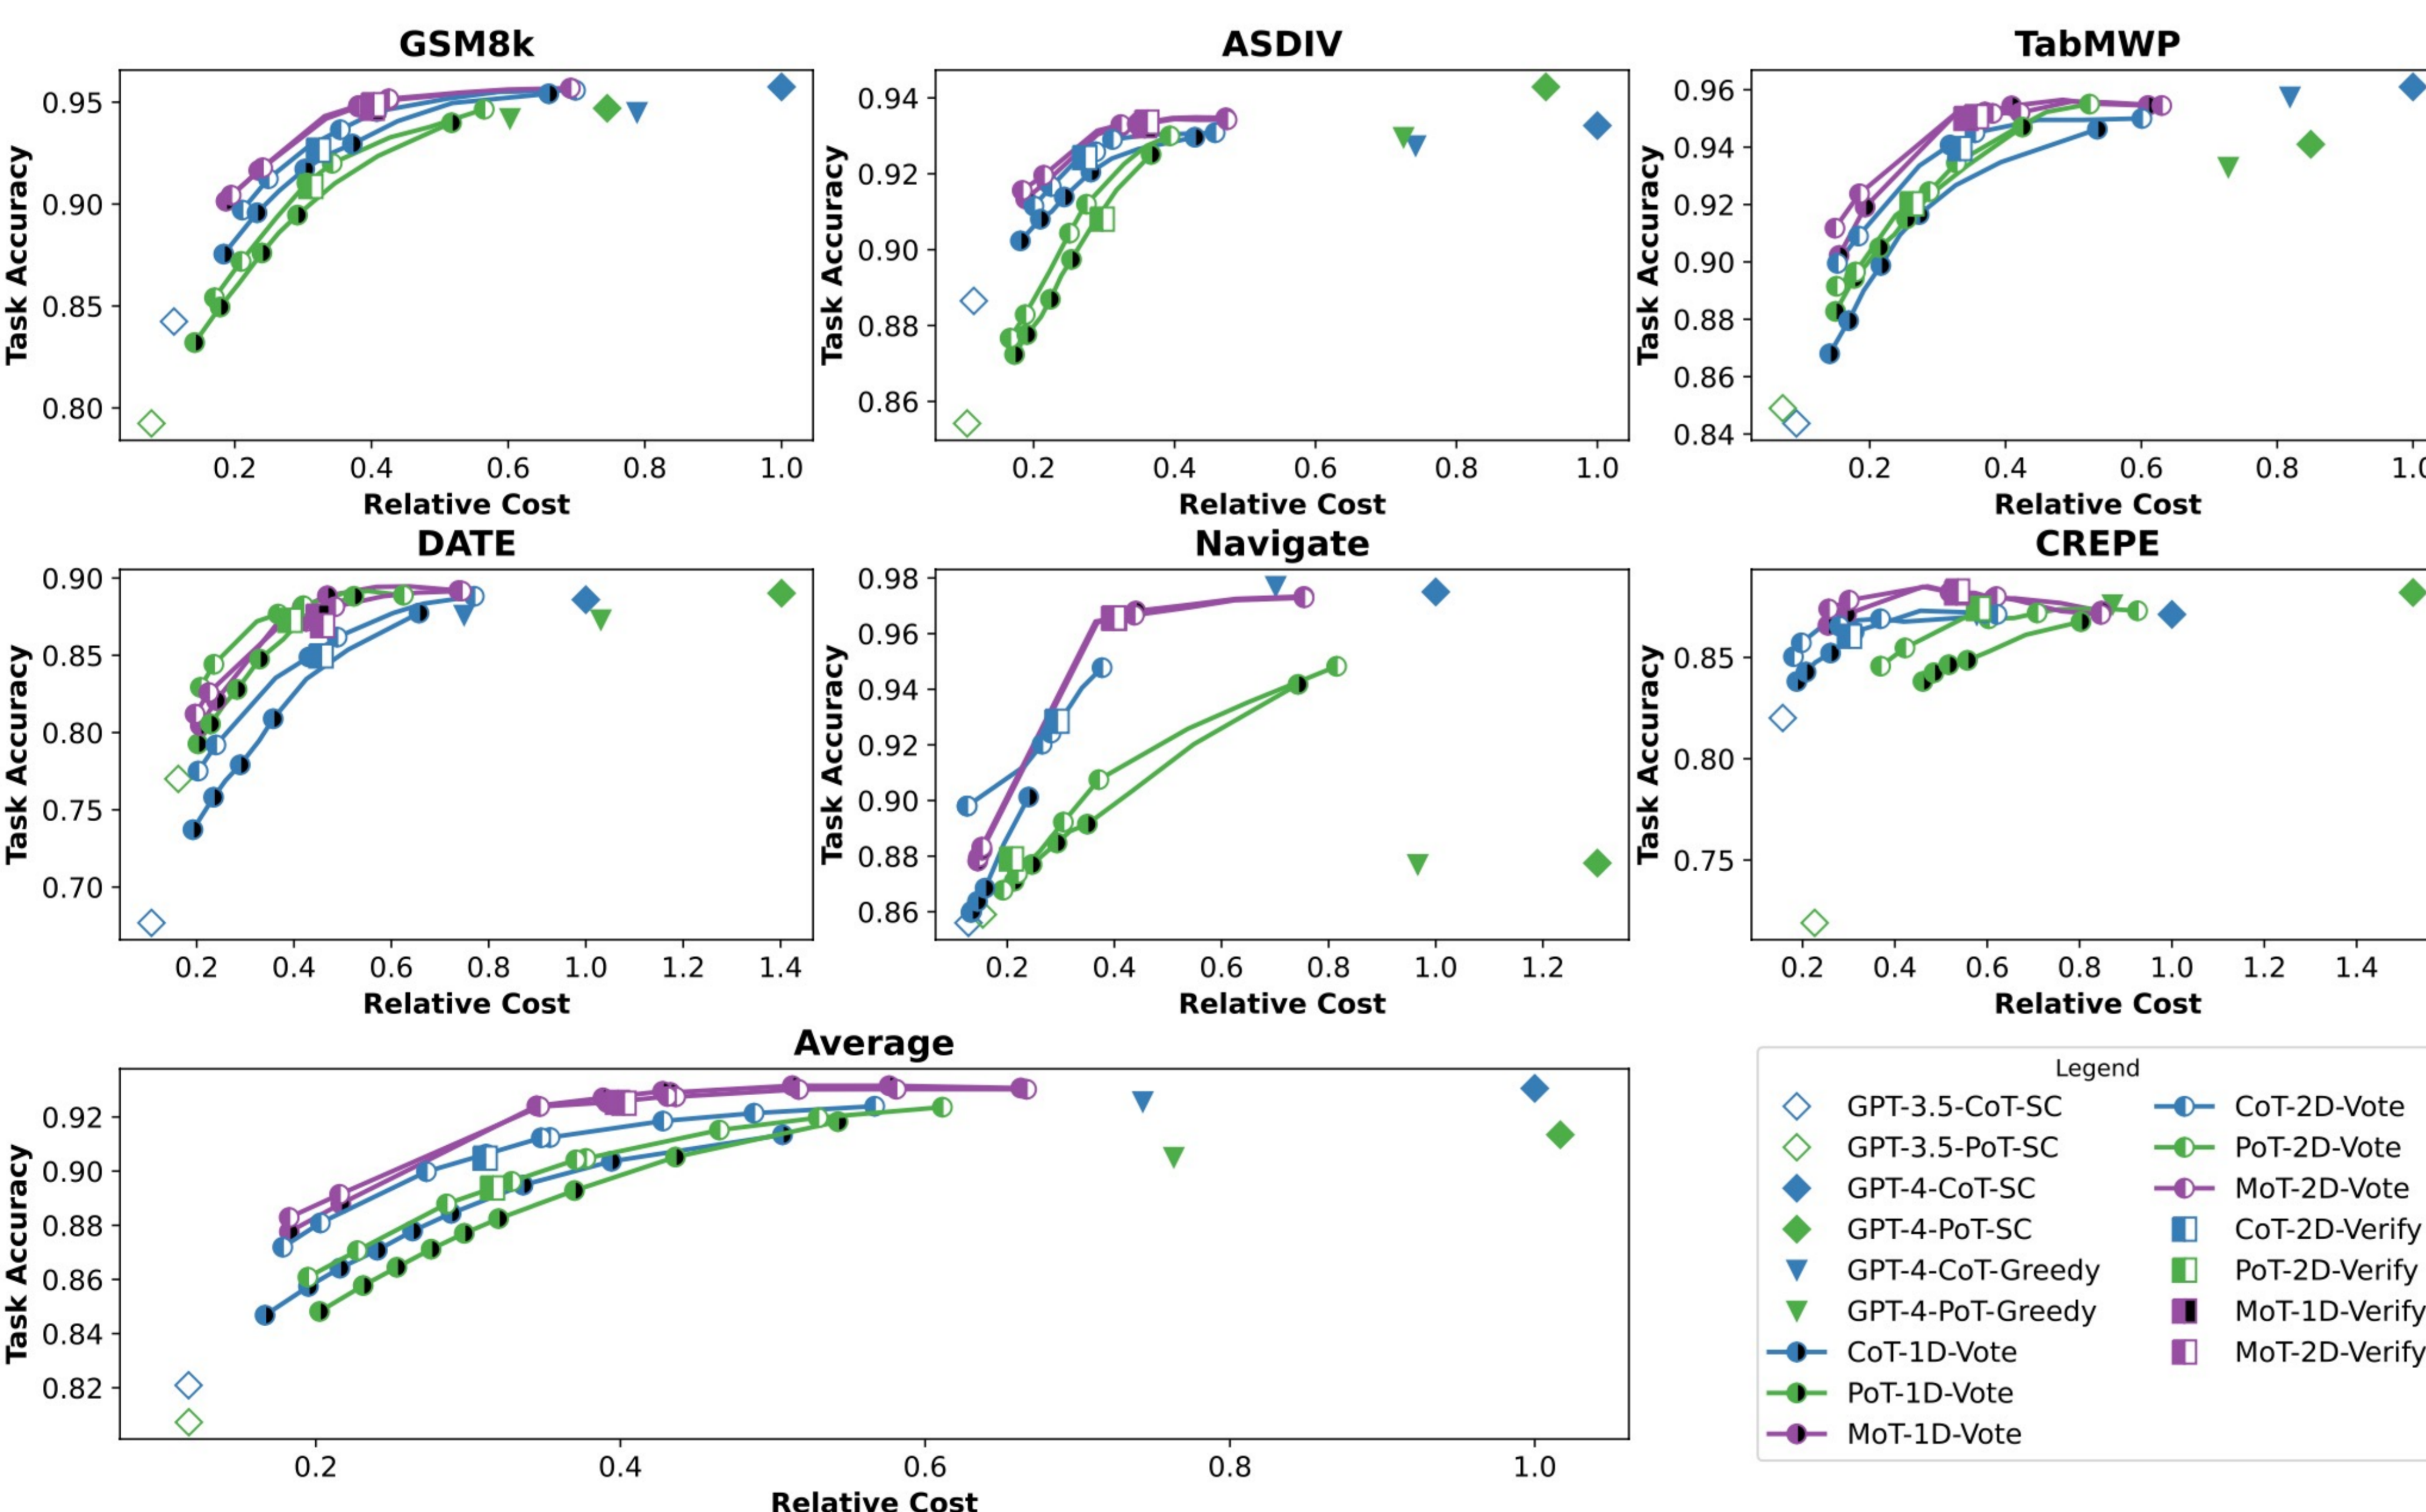 GSM8k
ASDIV
TabMWP
Task Accuracy
0.95
0.90
0.85
0.80
0.2 0.4 0.6 0.8 1.0
Relative Cost
Task Accuracy
0.94
0.92
0.90
0.88
0.86
0.2 0.4 0.6 0.8 1.0
Relative Cost
Task Accuracy
0.96
0.94
0.92
0.90
0.88
0.86
0.84
0.2 0.4 0.6 0.8 1.0
Relative Cost
DATE
Navigate
CREPE
Task Accuracy
0.90
0.85
0.80
0.75
0.70
0.2 0.4 0.6 0.8 1.0 1.2 1.4
Relative Cost
Task Accuracy
0.98
0.96
0.94
0.92
0.90
0.88
0.86
0.2 0.4 0.6 0.8 1.0 1.2
Relative Cost
Task Accuracy
0.85
0.80
0.75
0.2 0.4 0.6 0.8 1.0 1.2 1.4
Relative Cost
Average
Task Accuracy
0.92
0.90
0.88
0.86
0.84
0.82
0.2 0.4 0.6 0.8 1.0
Relative Cost
Legend
GPT-3.5-CoT-SC
GPT-3.5-PoT-SC
GPT-4-CoT-SC
GPT-4-PoT-SC
GPT-4-CoT-Greedy
GPT-4-PoT-Greedy
CoT-1D-Vote
PoT-1D-Vote
MoT-1D-Vote
CoT-2D-Vote
PoT-2D-Vote
MoT-2D-Vote
CoT-2D-Verify
PoT-2D-Verify
MoT-1D-Verify
MoT-2D-Verify